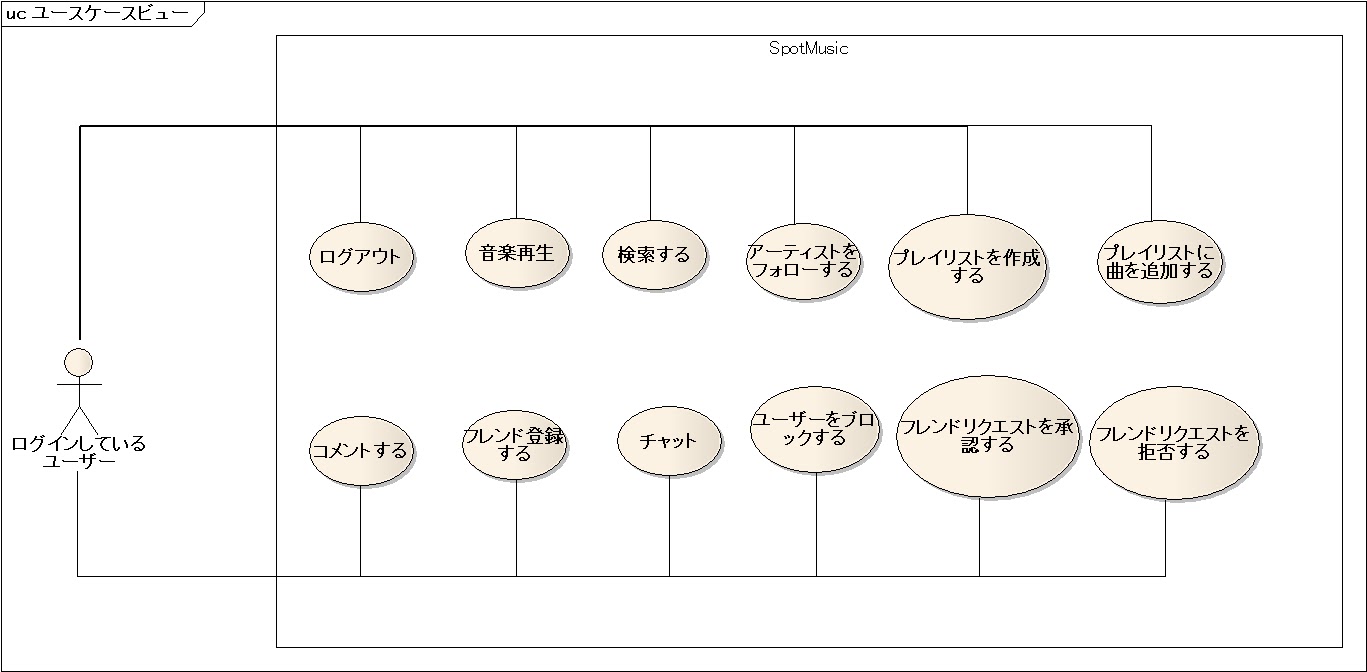 uc ユースケースビュー
SpotMusic
ログアウト
音楽再生
検索する
アーティストを
フォローする
プレイリストを作成
する
プレイリストに
曲を追加する
ログインしている
ユーザー
コメントする
フレンド登録
する
チャット
ユーザーをブロ
ックする
フレンドリクエストを承
認する
フレンドリクエストを
拒否する